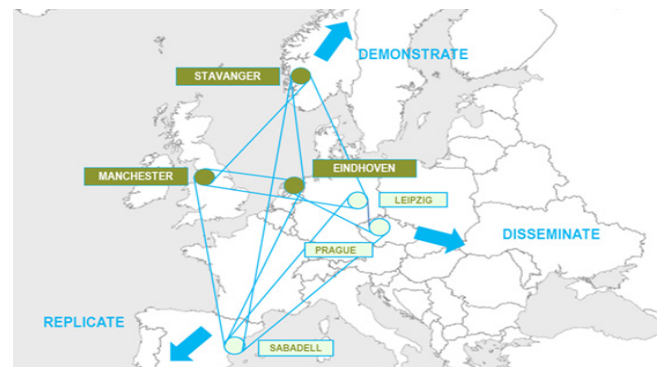 DEMONSTRATE
STAVANGER
MANCHESTER
EINDHOVEN
LEIPZIG
DISSEMINATE
PRAGUE
REPLICATE
SABADELL